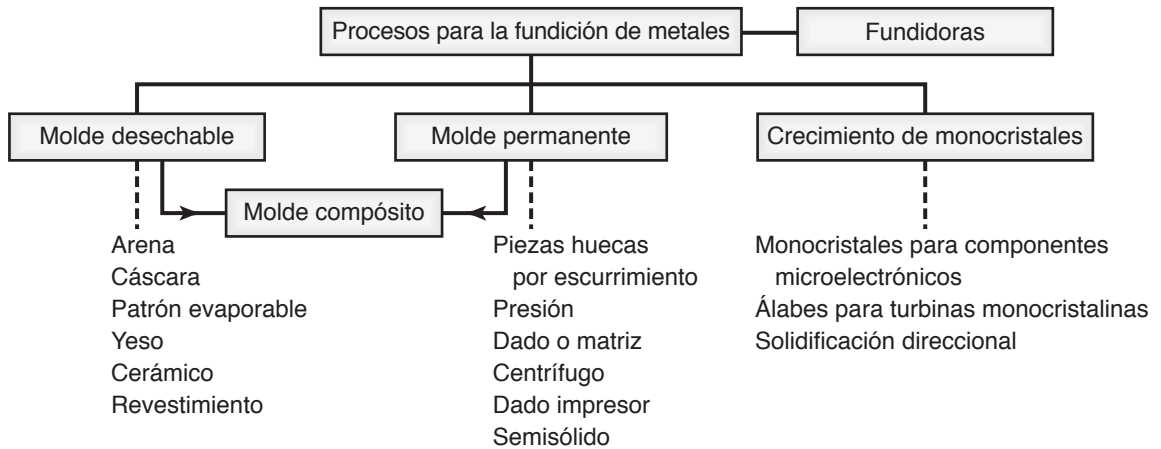 Procesos para la fundición de metales
Fundidoras
Molde desechable
Molde permanente
Crecimiento de monocristales
Molde compósito
Arena
Cáscara
Patrón evaporable
Yeso
Cerámico
Revestimiento
Piezas huecas
por escurrimiento
Presión
Dado o matriz
Centrífugo
Dado impresor
Semisólido
Monocristales para componentes
microelectrónicos
Álabes para turbinas monocristalinas
Solidificación direccional